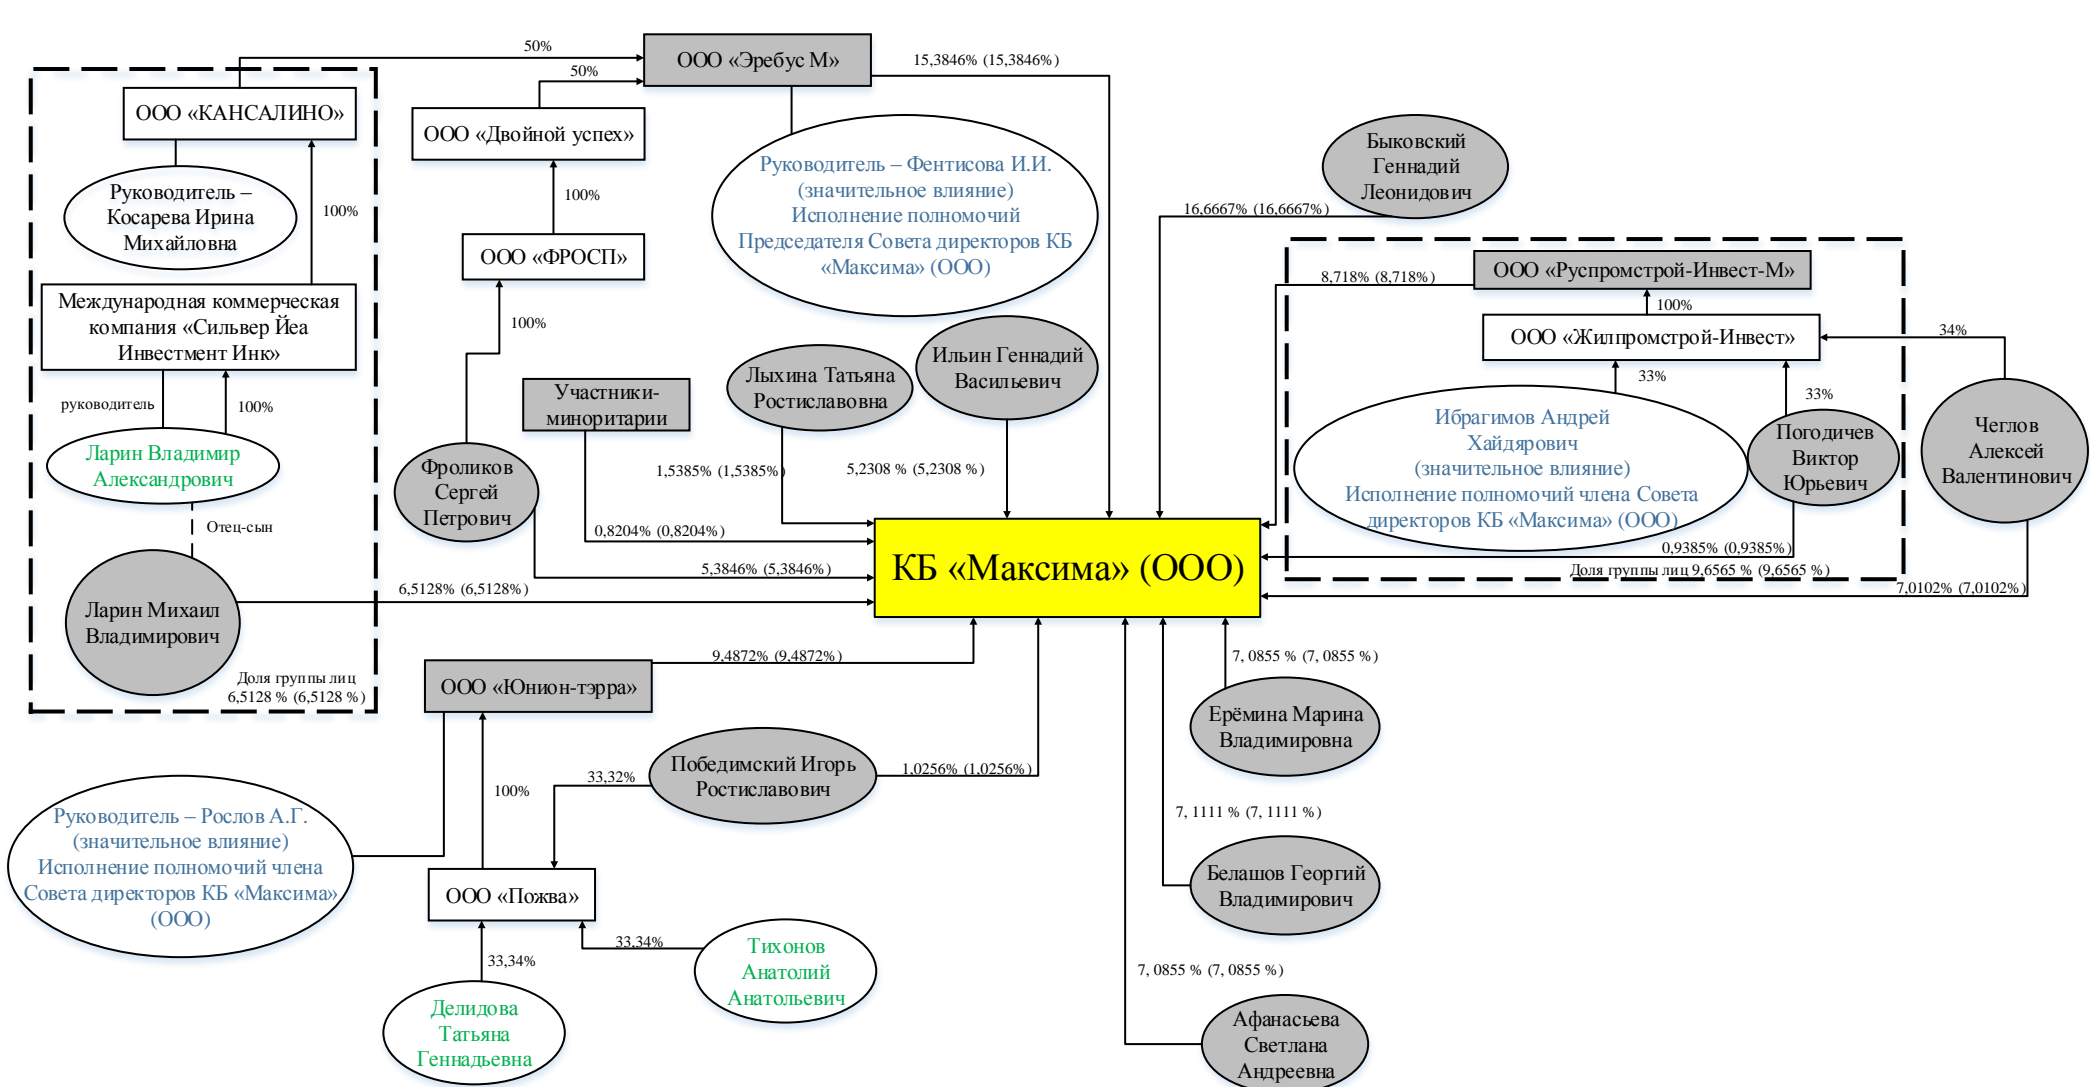 50%
ООО «Эребус М»
15,3846% (15,3846%)
50%
ООО «КАНСАЛИНО»
ООО «Двойной успех»
Руководитель –
Косарева Ирина
Михайловна
100%
100%
Руководитель – Фентисова И.И.
(значительное влияние)
Исполнение полномочий
Председателя Совета директоров КБ
«Максима» (ООО)
Быковский
Геннадий
Леонидович
16,6667% (16,6667%)
ООО «ФРОСП»
ООО «Руспромстрой-Инвест-М»
8,718% (8,718%)
100%
Международная коммерческая
компания «Сильвер Йеа
Инвестмент Инк»
100%
ООО «Жилпромстрой-Инвест»
34%
руководитель
100%
Участники-
миноритарии
Лыхина Татьяна
Ростиславовна
Ильин Геннадий
Васильевич
33%
33%
Ларин Владимир
Александрович
Фроликов
Сергей
Петрович
1,5385% (1,5385%)
5,2308 % (5,2308 %)
Ибрагимов Андрей
Хайдярович
(значительное влияние)
Исполнение полномочий члена Совета
директоров КБ «Максима» (ООО)
Погодичев
Виктор
Юрьевич
Чеглов
Алексей
Валентинович
Отец-сын
0,8204% (0,8204%)
КБ «Максима» (ООО)
0,9385% (0,9385%)
Доля группы лиц 9,6565 % (9,6565 %)
5,3846% (5,3846%)
6,5128% (6,5128%)
7,0102% (7,0102%)
Ларин Михаил
Владимирович
Доля группы лиц
6,5128 % (6,5128 %)
9,4872% (9,4872%)
ООО «Юнион-тэрра»
7, 0855 % (7, 0855 %)
Ерёмина Марина
Владимировна
33,32%
Победимский Игорь
Ростиславович
1,0256% (1,0256%)
100%
7, 1111 % (7, 1111 %)
Руководитель – Рослов А.Г.
(значительное влияние)
Исполнение полномочий члена
Совета директоров КБ «Максима»
(ООО)
ООО «Пожва»
Белашов Георгий
Владимирович
33,34%
33,34%
Тихонов
Анатолий
Анатольевич
7, 0855 % (7, 0855 %)
Делидова
Татьяна
Геннадьевна
Афанасьева
Светлана
Андреевна